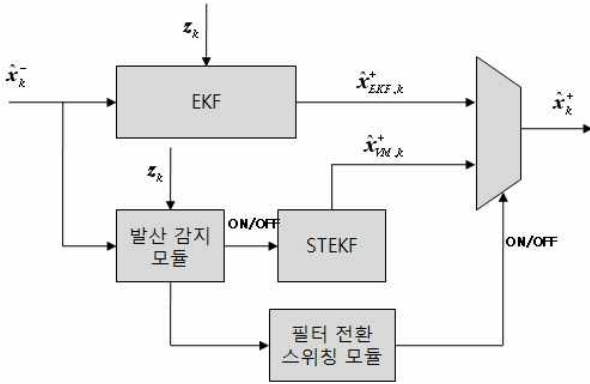 z_k
x̂_k^-
EKF
x̂_{EKF,k}^+
x̂_k^+
z_k
x̂_{VM,k}^+
발산 감지
모듈
ON/OFF
STEKF
ON/OFF
필터 전환
스위칭 모듈